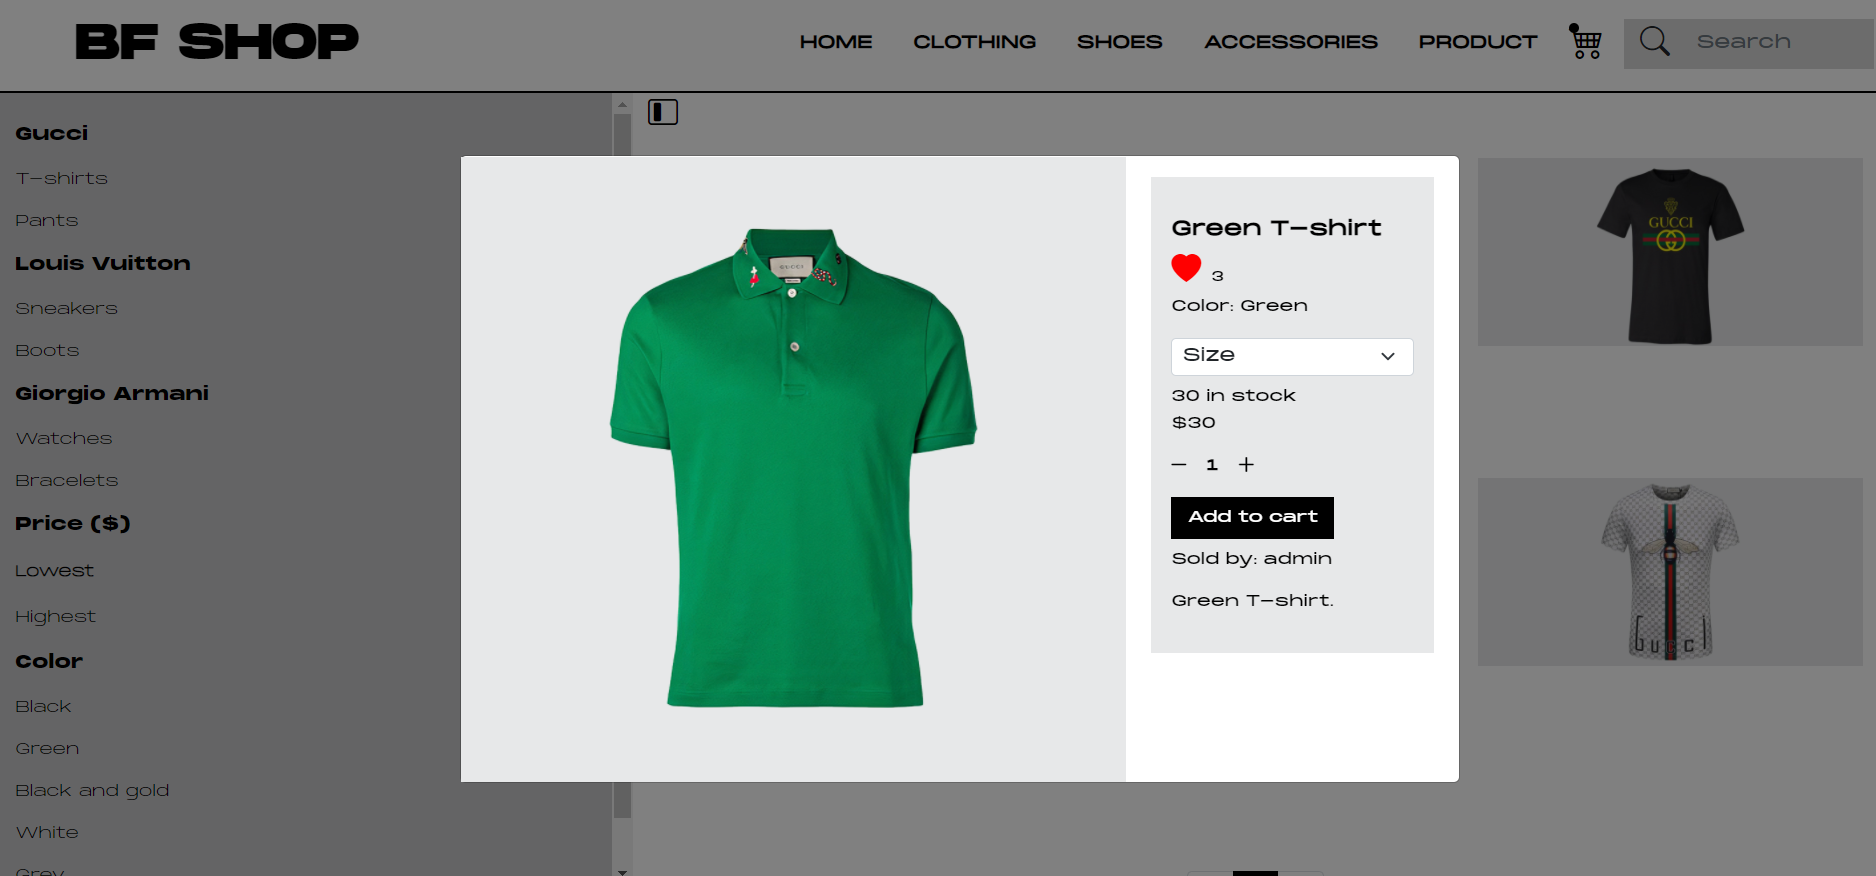 BF SHOP
HOME
CLOTHING
SHOES
ACCESSORIES
PRODUCT
Search
Gucci
T-shirts
Pants
Louis Vuitton
Sneakers
Boots
Giorgio Armani
Watches
Bracelets
Price ($)
Lowest
Highest
Color
Black
Green
Black and gold
White
Grey
GUCCI
Green T-shirt
3
Color: Green
Size
30 in stock
$30
− 1 +
Add to cart
Sold by: admin
Green T-shirt.
GUCCI
GUCCI